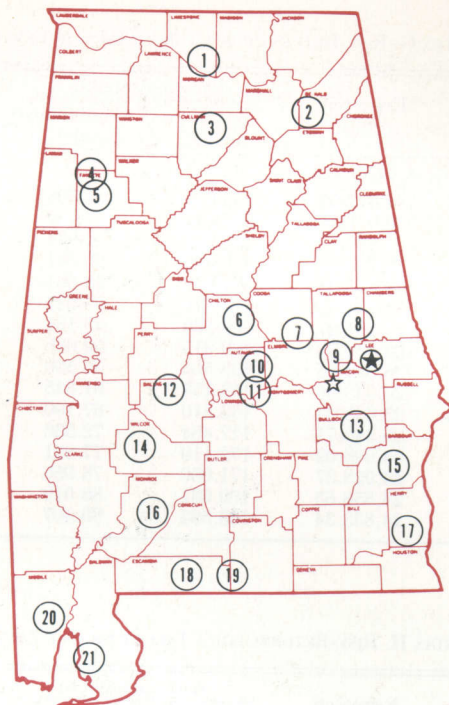 LAUDERDALE
LIMESTONE
MADISON
JACKSON
COLBERT
LAWRENCE
1
FRANKLIN
MORGAN
MARSHALL
DE KALB
2
CHEROKEE
MARION
WINSTON
CULLMAN
3
BLOUNT
ETOWAH
LAMAR
4
FAYETTE
WALKER
5
JEFFERSON
SAINT CLAIR
CALHOUN
CLEBURNE
PICKENS
TUSCALOOSA
SHELBY
TALLADEGA
CLAY
RANDOLPH
BIBB
GREENE
HALE
CHILTON
6
COOSA
TALLAPOOSA
CHAMBERS
SUMTER
PERRY
7
8
AUTAUGA
ELMORE
9
LEE
MACON
10
MARENGO
DALLAS
12
11
LOWNDES
MONTGOMERY
RUSSELL
CHOCTAW
WILCOX
BULLOCK
13
14
BUTLER
CRENSHAW
PIKE
BARBOUR
15
CLARKE
MONROE
WASHINGTON
16
CONECUH
COVINGTON
COFFEE
DALE
HENRY
17
HOUSTON
BALDWIN
ESCAMBIA
18
19
GENEVA
MOBILE
20
21